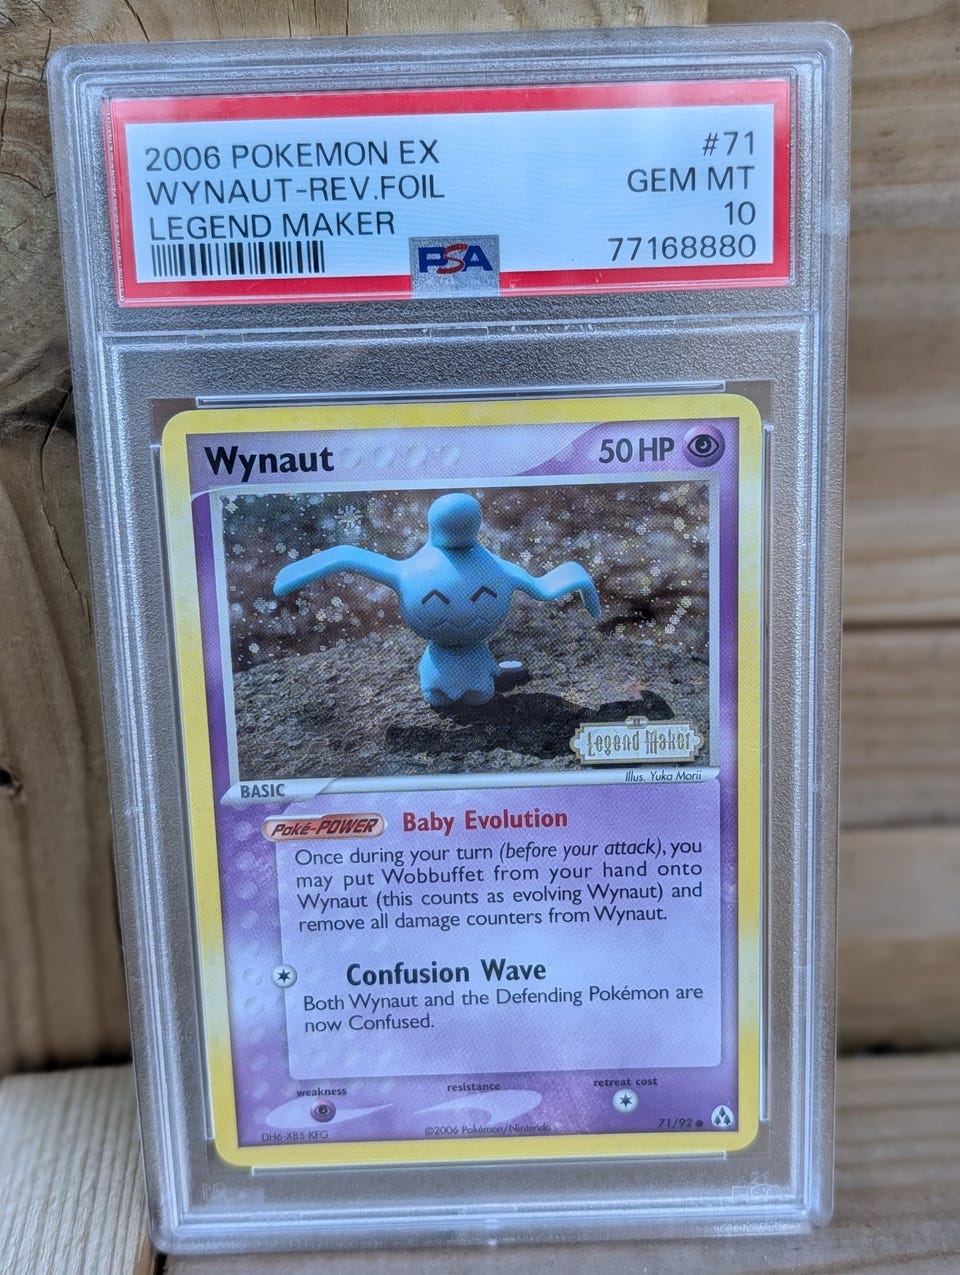 2006 POKEMON EX
#71
WYNAUT-REV.FOIL
GEM MT
LEGEND MAKER
10
77168880
PSA
Wynaut
50 HP
Legend Maker
BASIC
Illus. Yuka Morii
Poké-POWER Baby Evolution
Once during your turn (before your attack), you
may put Wobbuffet from your hand onto
Wynaut (this counts as evolving Wynaut) and
remove all damage counters from Wynaut.
Confusion Wave
Both Wynaut and the Defending Pokémon are
now Confused.
weakness
resistance
retreat cost
DH6-X85-KFG
©2006 Pokémon/Nintendo
71/92